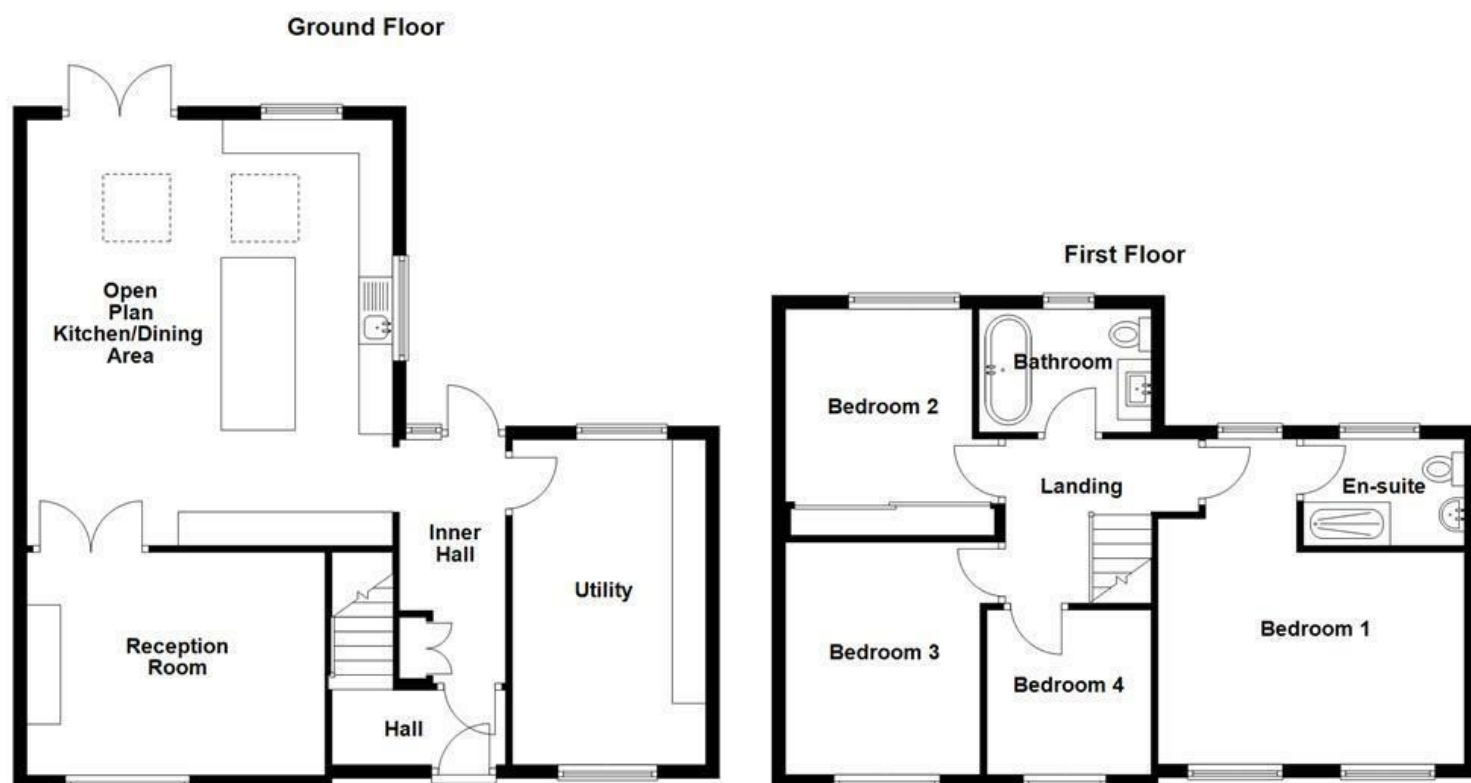 Ground Floor
Open
Plan
Kitchen/Dining
Area
Inner
Hall
Utility
Reception
Room
Hall
First Floor
Bathroom
Bedroom 2
Landing
En-suite
Bedroom 1
Bedroom 3
Bedroom 4